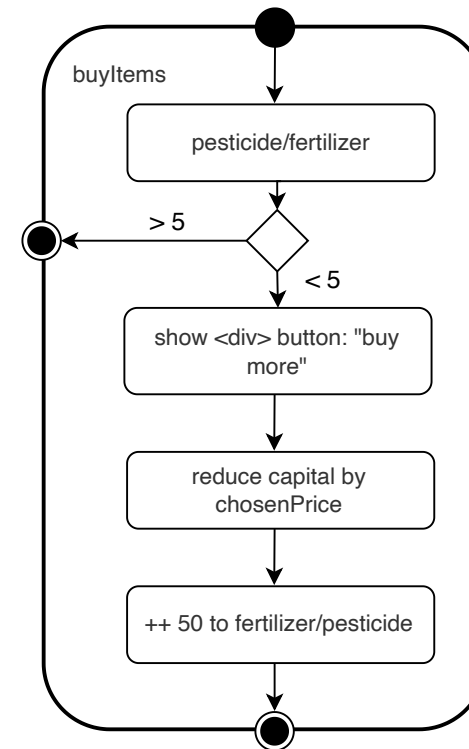 buyItems
pesticide/fertilizer
> 5
< 5
show <div> button: "buy
more"
reduce capital by
chosenPrice
++ 50 to fertilizer/pesticide